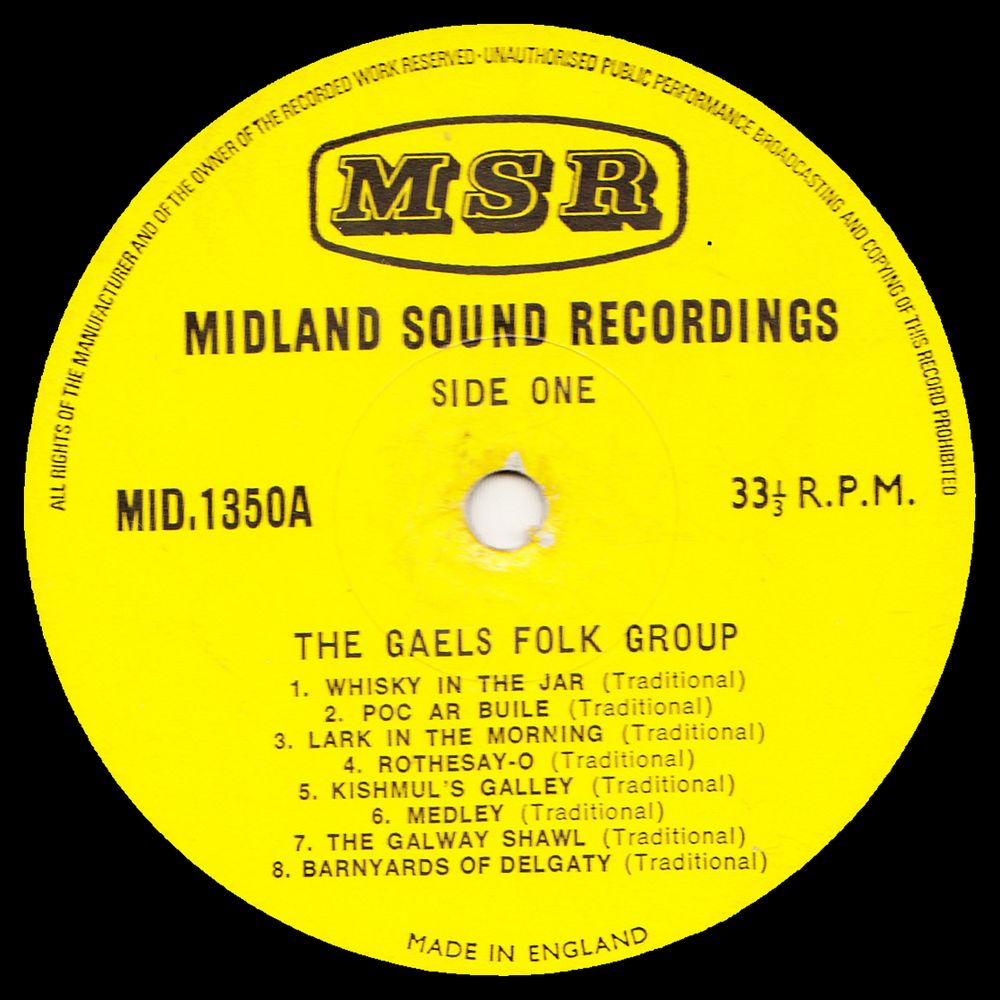 ALL RIGHTS OF THE MANUFACTURER AND OF THE OWNER OF THE RECORDED WORK RESERVED · UNAUTHORISED PUBLIC PERFORMANCE BROADCASTING AND COPYING OF THIS RECORD PROHIBITED
MSR
MIDLAND SOUND RECORDINGS
SIDE ONE
MID.1350A
33⅓ R.P.M.
THE GAELS FOLK GROUP
1. WHISKY IN THE JAR (Traditional)
2. POC AR BUILE (Traditional)
3. LARK IN THE MORNING (Traditional)
4. ROTHESAY-O (Traditional)
5. KISHMUL'S GALLEY (Traditional)
6. MEDLEY (Traditional)
7. THE GALWAY SHAWL (Traditional)
8. BARNYARDS OF DELGATY (Traditional)
MADE IN ENGLAND